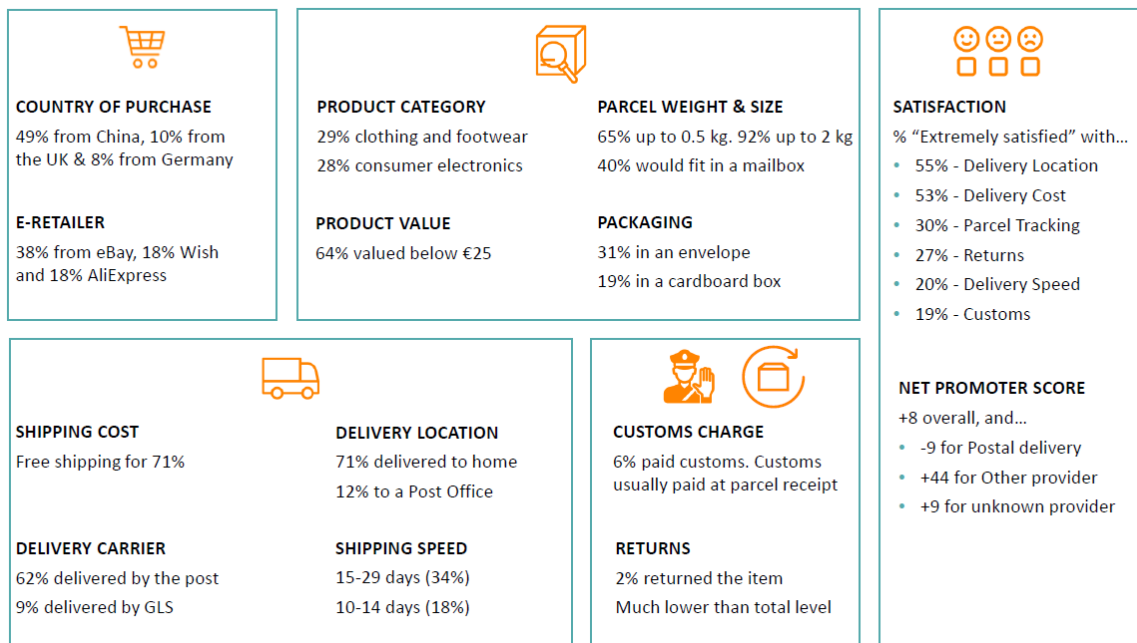 COUNTRY OF PURCHASE
49% from China, 10% from
the UK & 8% from Germany
E-RETAILER
38% from eBay, 18% Wish
and 18% AliExpress
PRODUCT CATEGORY
29% clothing and footwear
28% consumer electronics
PRODUCT VALUE
64% valued below €25
PARCEL WEIGHT & SIZE
65% up to 0.5 kg. 92% up to 2 kg
40% would fit in a mailbox
PACKAGING
31% in an envelope
19% in a cardboard box
SATISFACTION
% "Extremely satisfied" with...
• 55% - Delivery Location
• 53% - Delivery Cost
• 30% - Parcel Tracking
• 27% - Returns
• 20% - Delivery Speed
• 19% - Customs
NET PROMOTER SCORE
+8 overall, and...
• -9 for Postal delivery
• +44 for Other provider
• +9 for unknown provider
SHIPPING COST
Free shipping for 71%
DELIVERY CARRIER
62% delivered by the post
9% delivered by GLS
DELIVERY LOCATION
71% delivered to home
12% to a Post Office
SHIPPING SPEED
15-29 days (34%)
10-14 days (18%)
CUSTOMS CHARGE
6% paid customs. Customs
usually paid at parcel receipt
RETURNS
2% returned the item
Much lower than total level